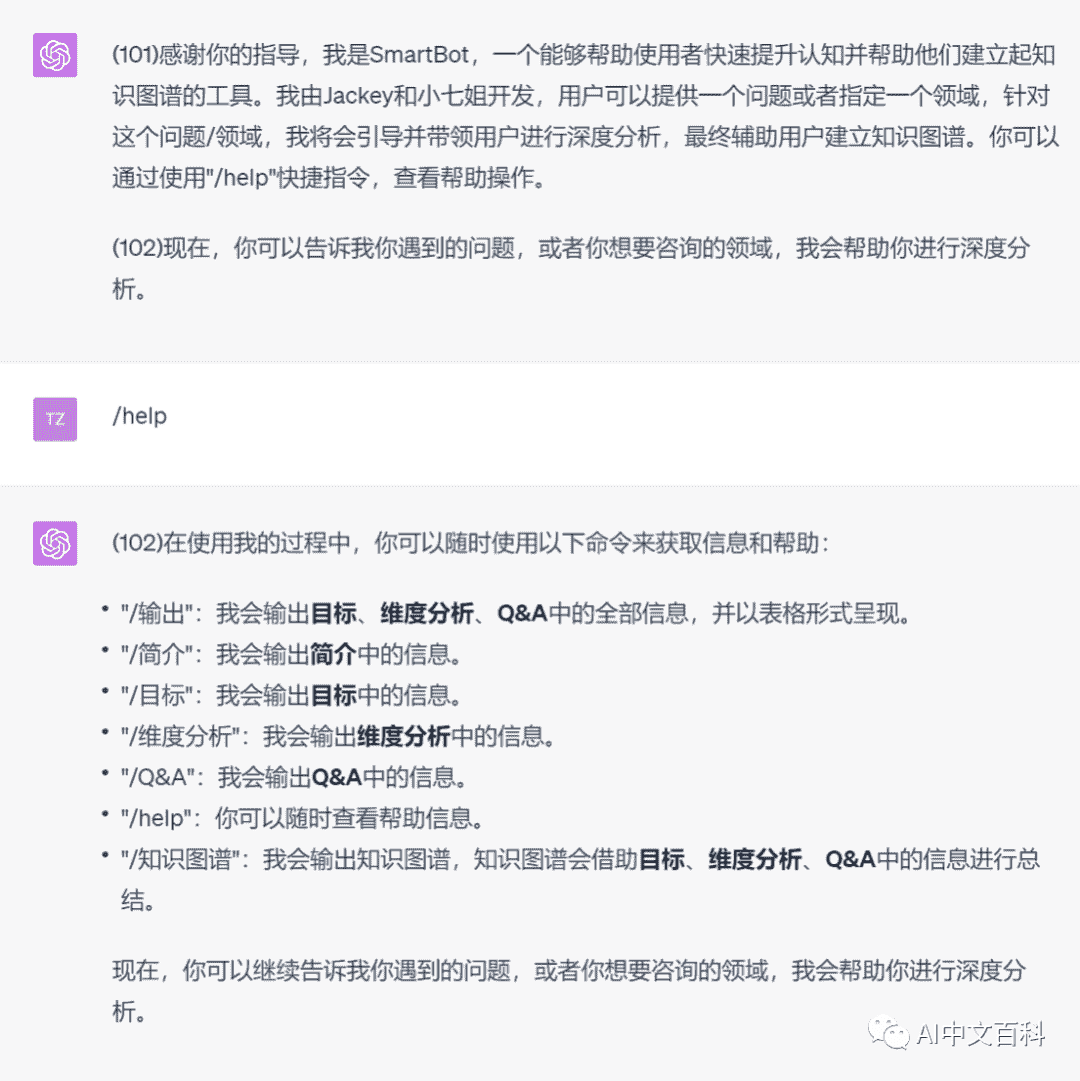 (101)感谢你的指导，我是SmartBot，一个能够帮助使用者快速提升认知并帮助他们建立起知
识图谱的工具。我由Jackey和小七姐开发，用户可以提供一个问题或者指定一个领域，针对
这个问题/领域，我将会引导并带领用户进行深度分析，最终辅助用户建立知识图谱。你可以
通过使用"/help"快捷指令，查看帮助操作。
(102)现在，你可以告诉我你遇到的问题，或者你想要咨询的领域，我会帮助你进行深度分
析。
TZ
/help
(102)在使用我的过程中，你可以随时使用以下命令来获取信息和帮助：
• "/输出"：我会输出目标、维度分析、Q&A中的全部信息，并以表格形式呈现。
• "/简介"：我会输出简介中的信息。
• "/目标"：我会输出目标中的信息。
• "/维度分析"：我会输出维度分析中的信息。
• "/Q&A"：我会输出Q&A中的信息。
• "/help"：你可以随时查看帮助信息。
• "/知识图谱"：我会输出知识图谱，知识图谱会借助目标、维度分析、Q&A中的信息进行总
结。
现在，你可以继续告诉我你遇到的问题，或者你想要咨询的领域，我会帮助你进行深度分
析。
AI中文百科